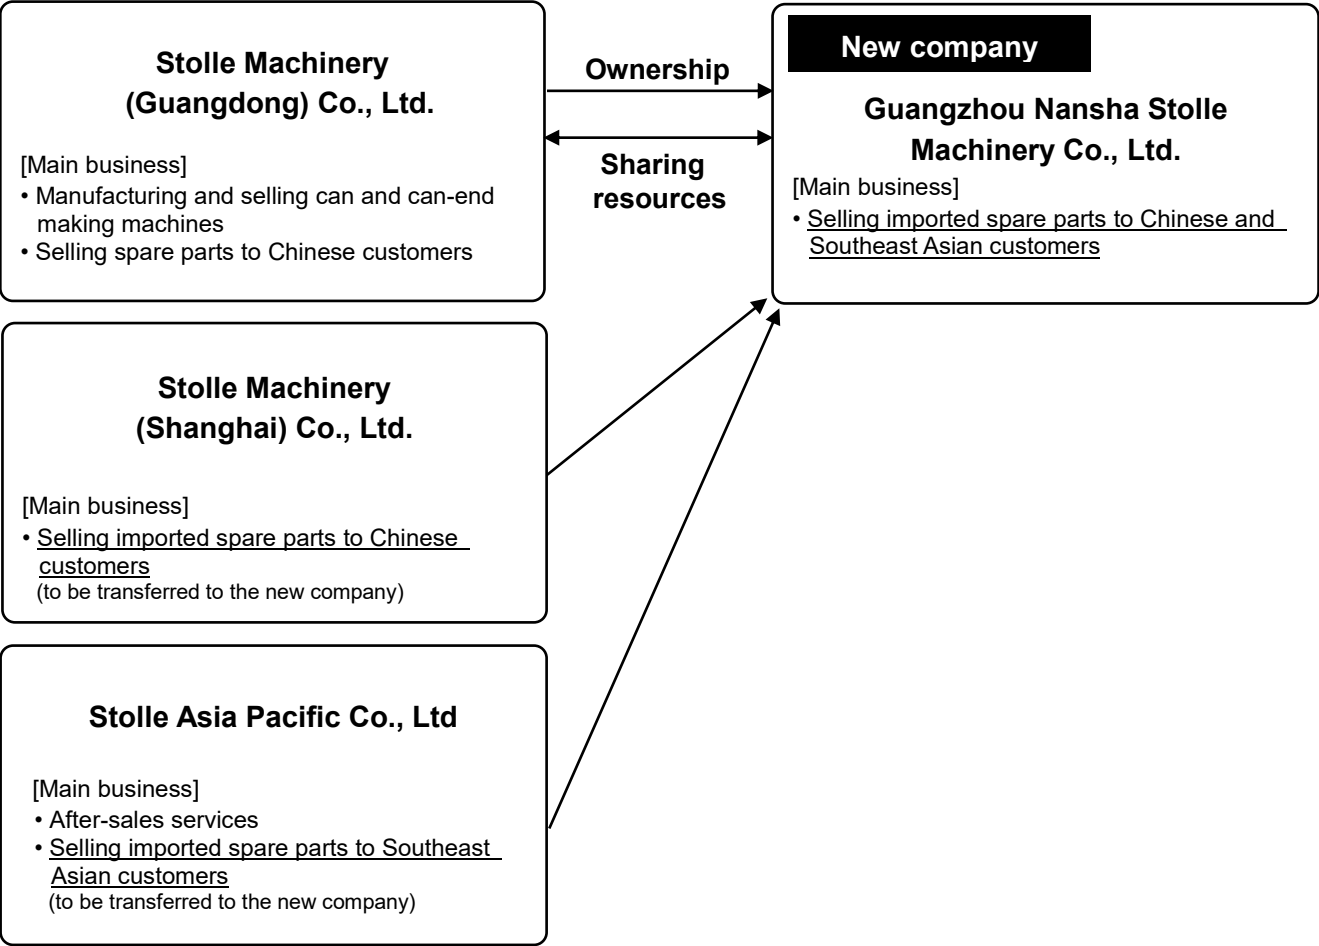 Stolle Machinery
(Guangdong) Co., Ltd.
[Main business]
• Manufacturing and selling can and can-end
making machines
• Selling spare parts to Chinese customers
Ownership
Sharing
resources
New company
Guangzhou Nansha Stolle
Machinery Co., Ltd.
[Main business]
• Selling imported spare parts to Chinese and
Southeast Asian customers
Stolle Machinery
(Shanghai) Co., Ltd.
[Main business]
• Selling imported spare parts to Chinese
customers
(to be transferred to the new company)
Stolle Asia Pacific Co., Ltd
[Main business]
• After-sales services
• Selling imported spare parts to Southeast
Asian customers
(to be transferred to the new company)